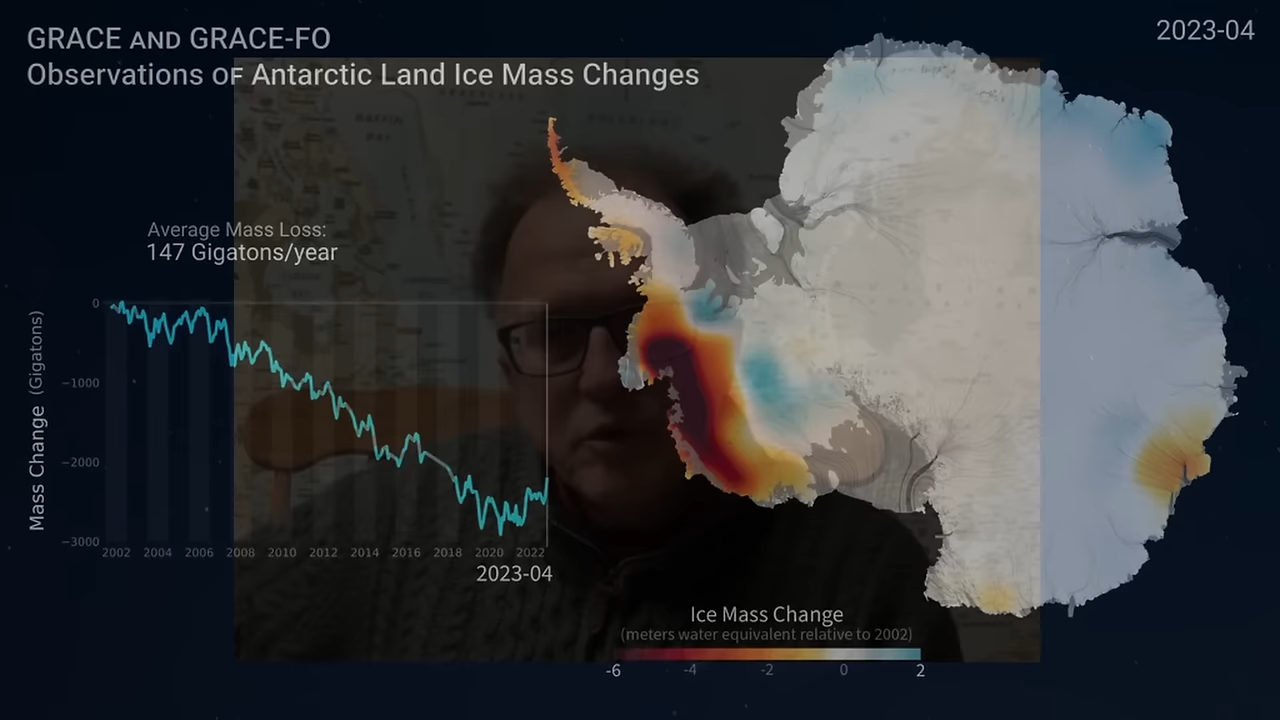 GRACE AND GRACE-FO
2023-04
Observations OF Antarctic Land Ice Mass Changes
BAFFIN
BAY
Average Mass Loss:
147 Gigatons/year
Mass Change (Gigatons)
0
−1000
−2000
−3000
2002 2004 2006 2008 2010 2012 2014 2016 2018 2020 2022
2023-04
Ice Mass Change
(meters water equivalent relative to 2002)
-6 -4 -2 0 2